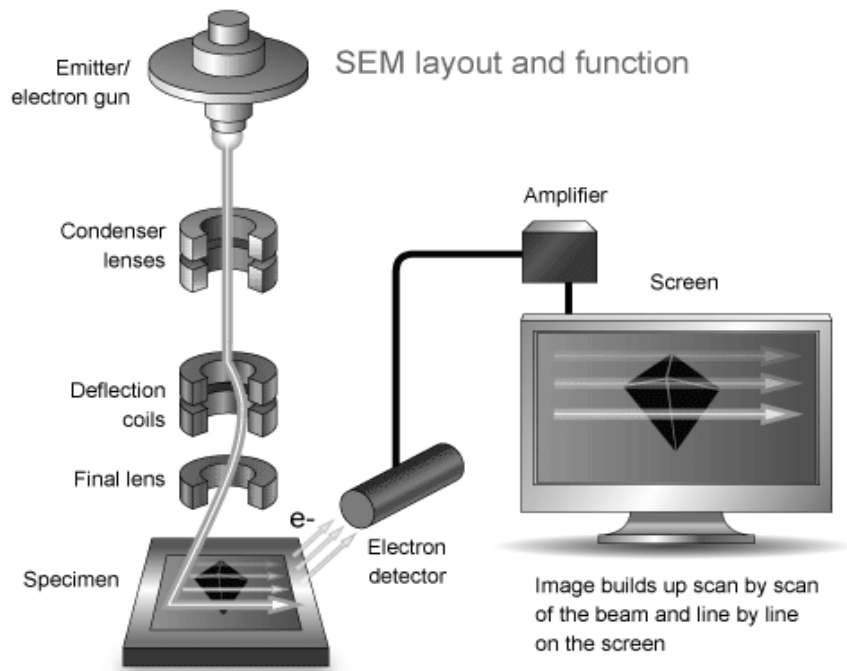 SEM layout and function
Emitter/
electron gun
Condenser
lenses
Deflection
coils
Final lens
Specimen
e-
Electron
detector
Amplifier
Screen
Image builds up scan by scan
of the beam and line by line
on the screen